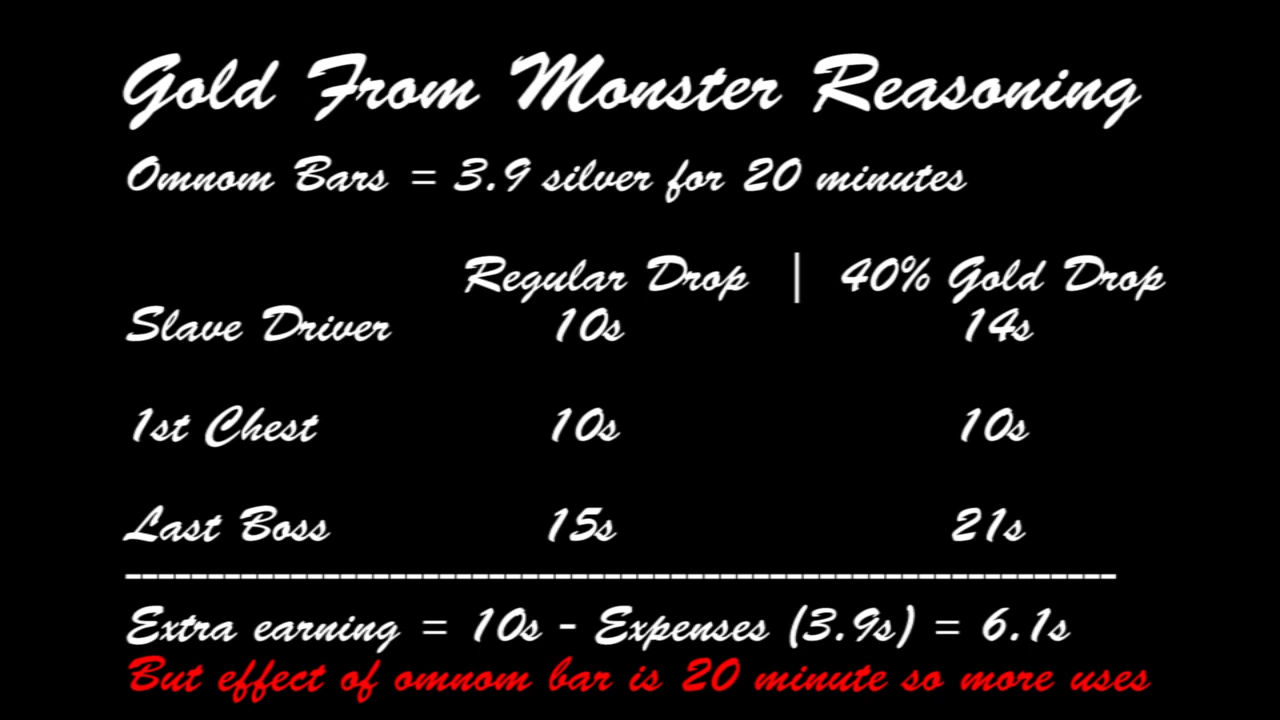 Gold From Monster Reasoning
Omnom Bars = 3.9 silver for 20 minutes
Regular Drop | 40% Gold Drop
Slave Driver 10s 14s
1st Chest 10s 10s
Last Boss 15s 21s
------------------------------------------------------------
Extra earning = 10s - Expenses (3.9s) = 6.1s
But effect of omnom bar is 20 minute so more uses